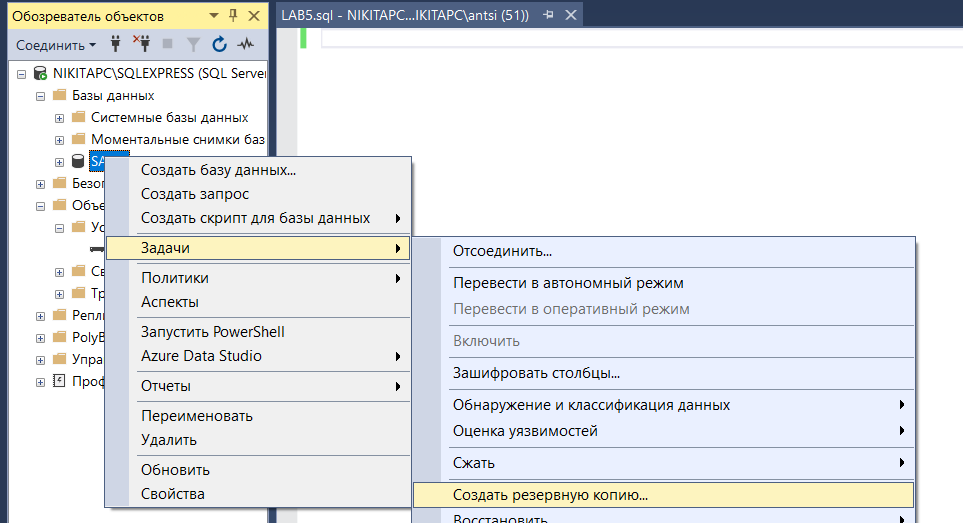 Обозреватель объектов
LAB5.sql - NIKITAPC...IKITAPC\antsi (51))
Соединить
NIKITAPC\SQLEXPRESS (SQL Server
Базы данных
Системные базы данных
Моментальные снимки баз
Создать базу данных...
Создать запрос
Создать скрипт для базы данных
Задачи
Политики
Аспекты
Запустить PowerShell
Azure Data Studio
Отчеты
Переименовать
Удалить
Обновить
Свойства
Отсоединить...
Перевести в автономный режим
Перевести в оперативный режим
Включить
Зашифровать столбцы...
Обнаружение и классификация данных
Оценка уязвимостей
Сжать
Создать резервную копию...
Восстановить